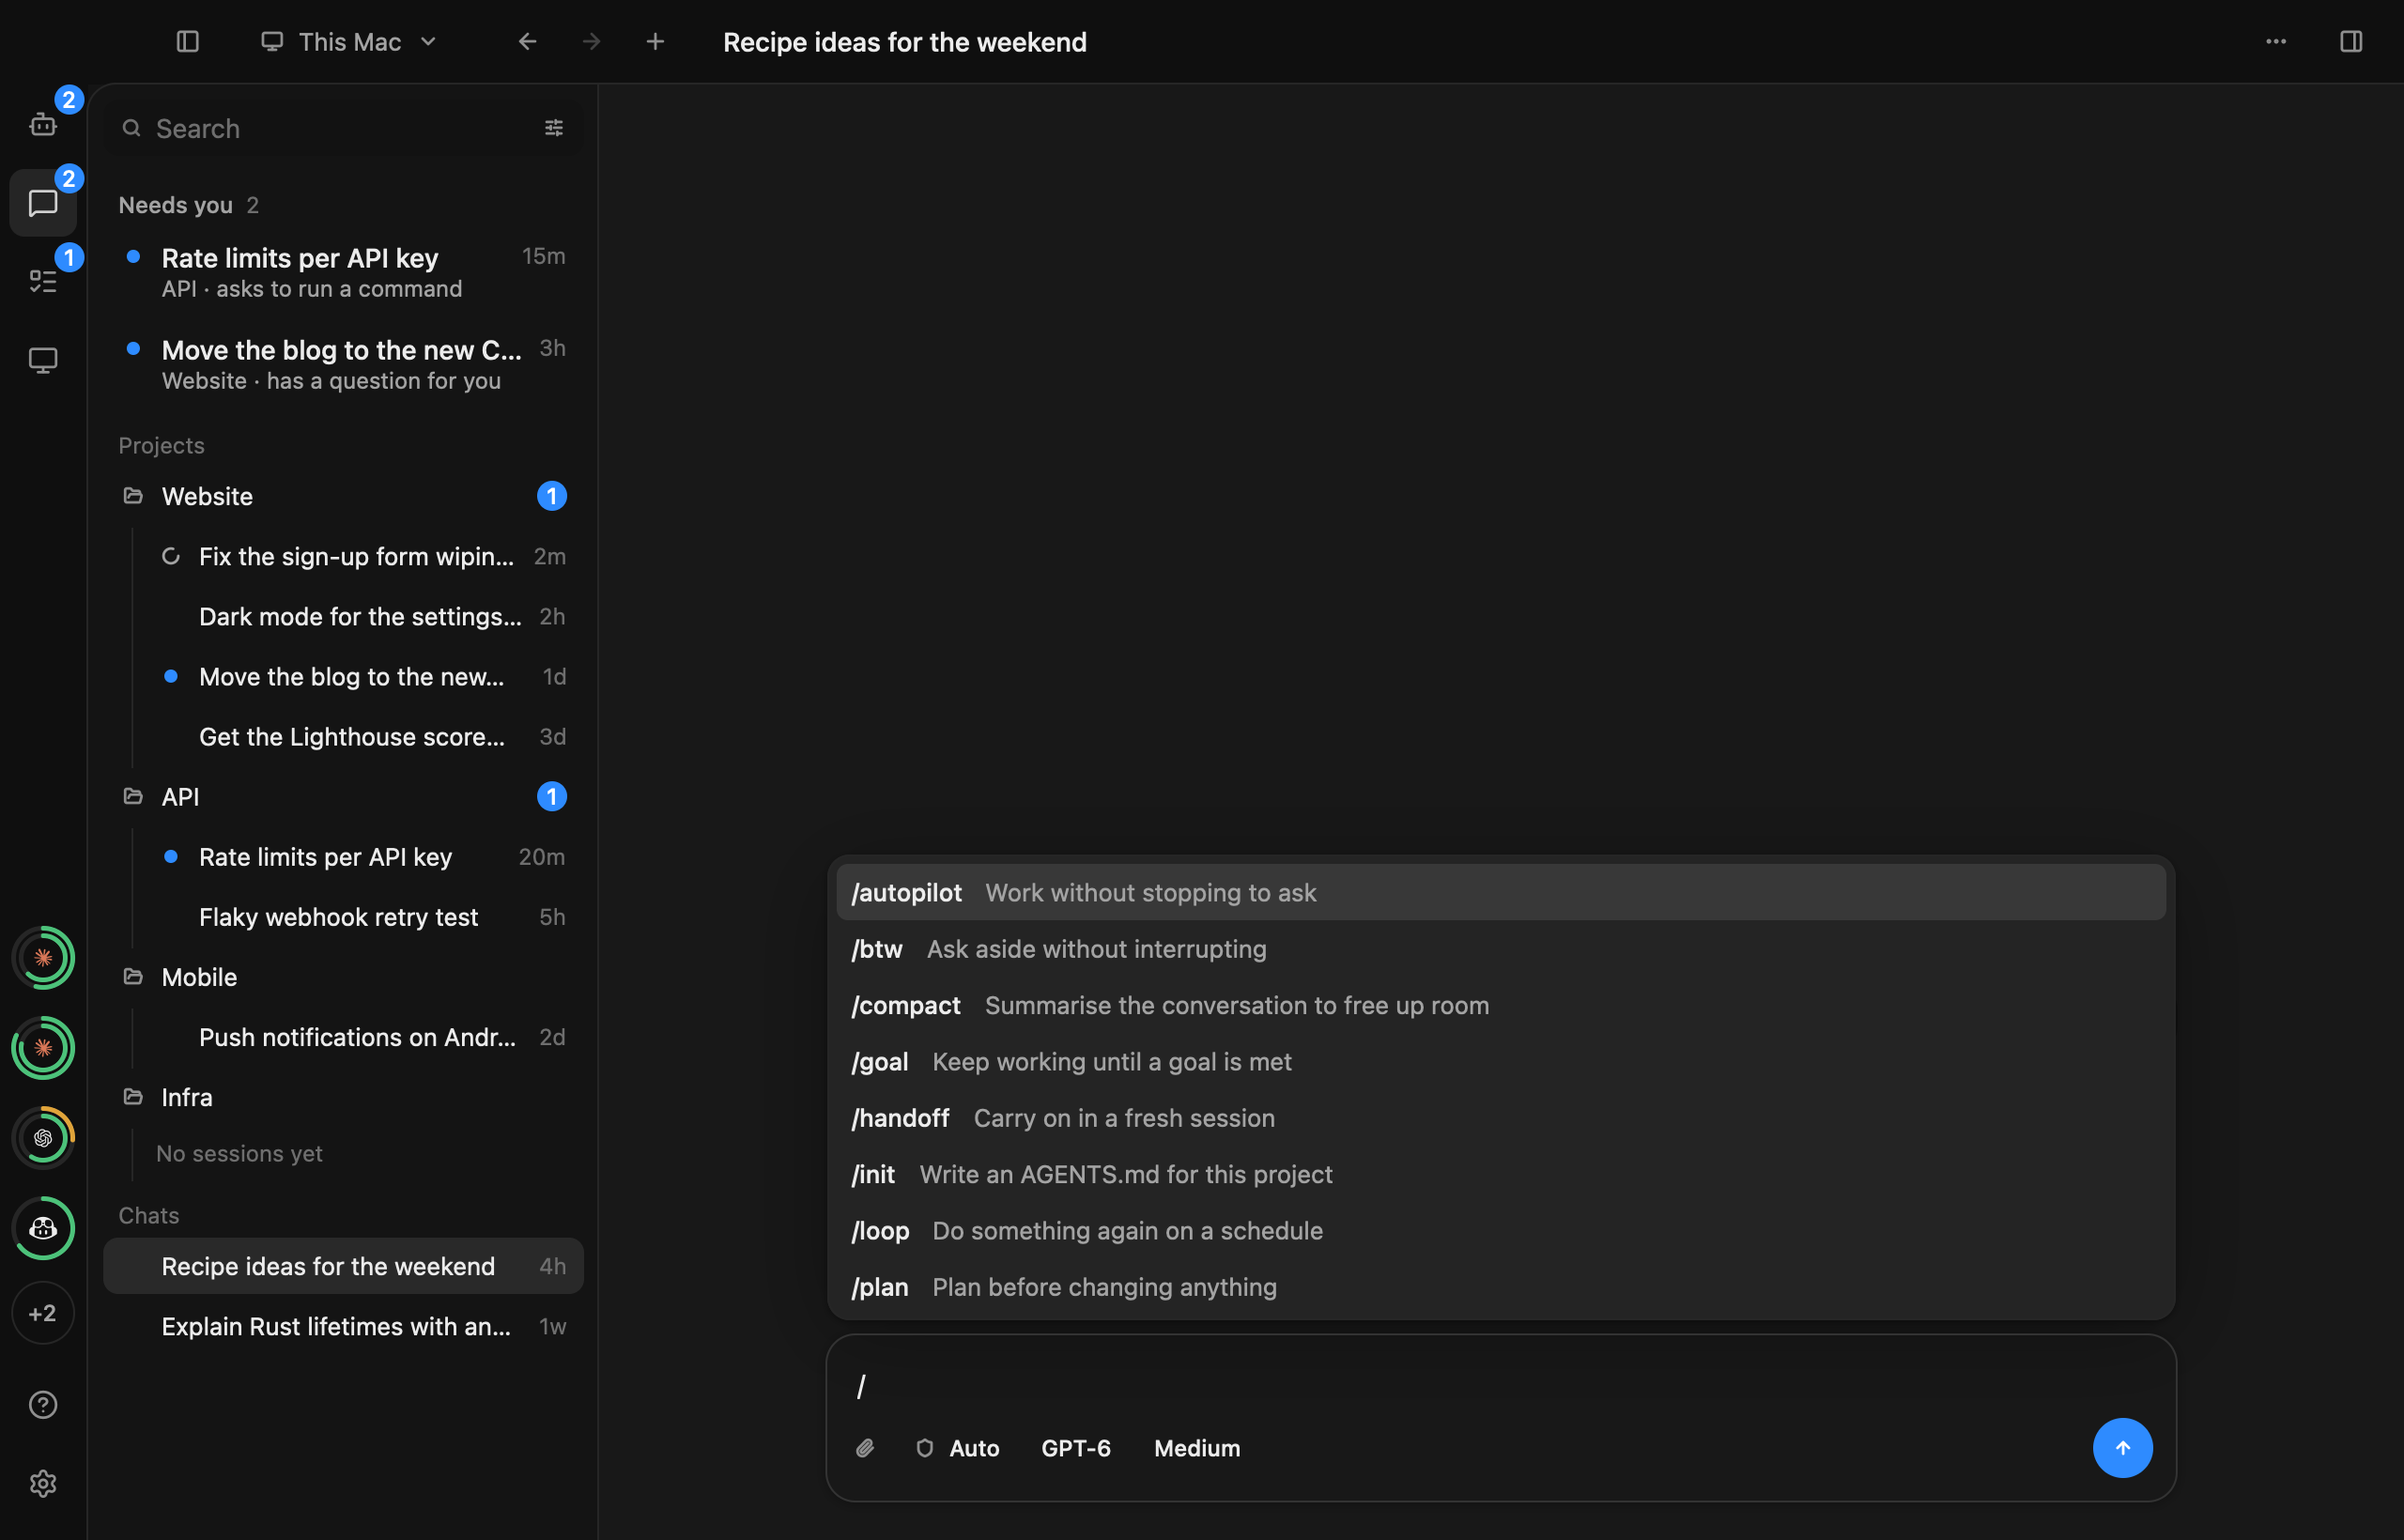 This Mac
Recipe ideas for the weekend
2
2
1
+2
Search
Needs you 2
Rate limits per API key 15m
API · asks to run a command
Move the blog to the new C... 3h
Website · has a question for you
Projects
Website 1
Fix the sign-up form wipin... 2m
Dark mode for the settings... 2h
Move the blog to the new... 1d
Get the Lighthouse score... 3d
API 1
Rate limits per API key 20m
Flaky webhook retry test 5h
Mobile
Push notifications on Andr... 2d
Infra
No sessions yet
Chats
Recipe ideas for the weekend 4h
Explain Rust lifetimes with an... 1w
/autopilot Work without stopping to ask
/btw Ask aside without interrupting
/compact Summarise the conversation to free up room
/goal Keep working until a goal is met
/handoff Carry on in a fresh session
/init Write an AGENTS.md for this project
/loop Do something again on a schedule
/plan Plan before changing anything
/
Auto GPT-6 Medium